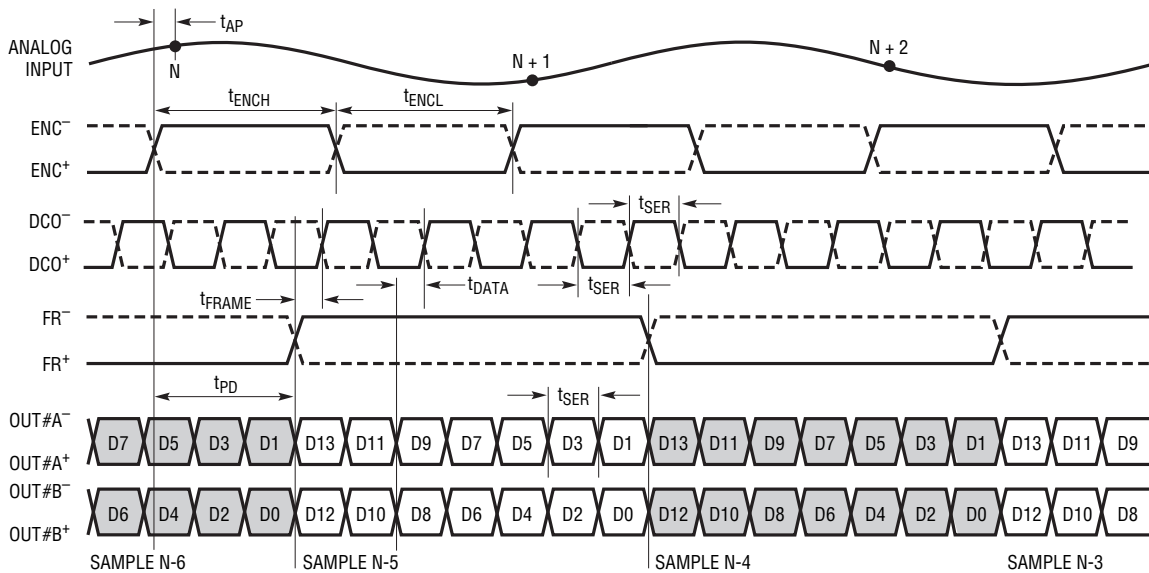 tAP
ANALOG INPUT
N
N + 1
N + 2
tENCH
tENCL
ENC–
ENC+
DCO–
DCO+
tSER
tFRAME
tDATA
tSER
FR–
FR+
tPD
tSER
OUT#A–
D7 D5 D3 D1 D13 D11 D9 D7 D5 D3 D1 D13 D11 D9 D7 D5 D3 D1 D13 D11 D9
OUT#A+
OUT#B–
D6 D4 D2 D0 D12 D10 D8 D6 D4 D2 D0 D12 D10 D8 D6 D4 D2 D0 D12 D10 D8
OUT#B+
SAMPLE N-6 SAMPLE N-5 SAMPLE N-4 SAMPLE N-3